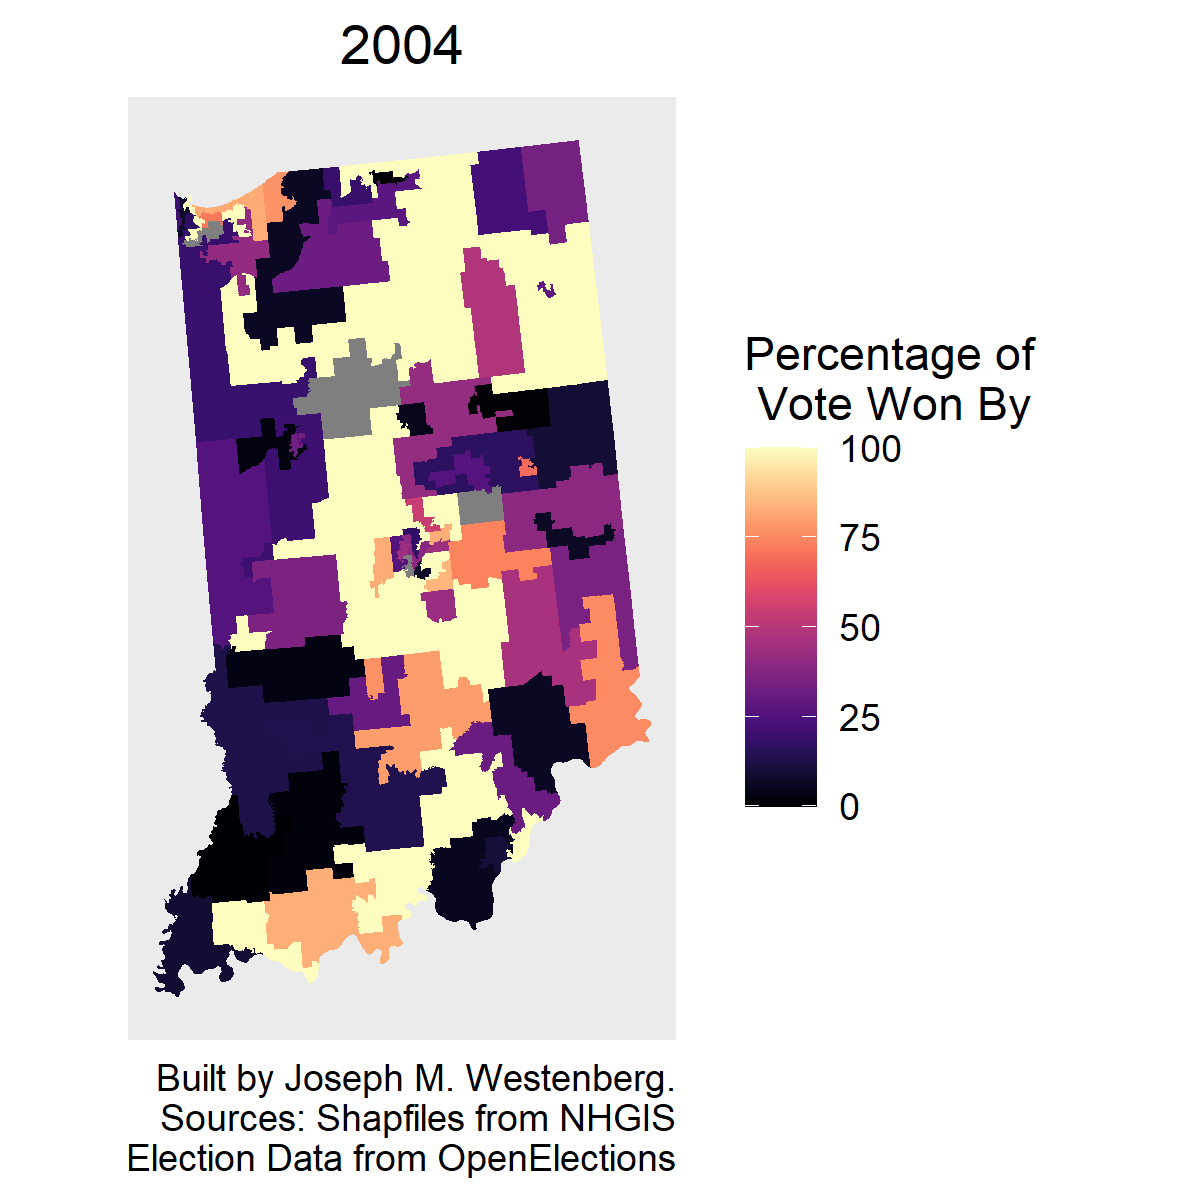 2004
Percentage of
Vote Won By
100
75
50
25
0
Built by Joseph M. Westenberg.
Sources: Shapfiles from NHGIS
Election Data from OpenElections